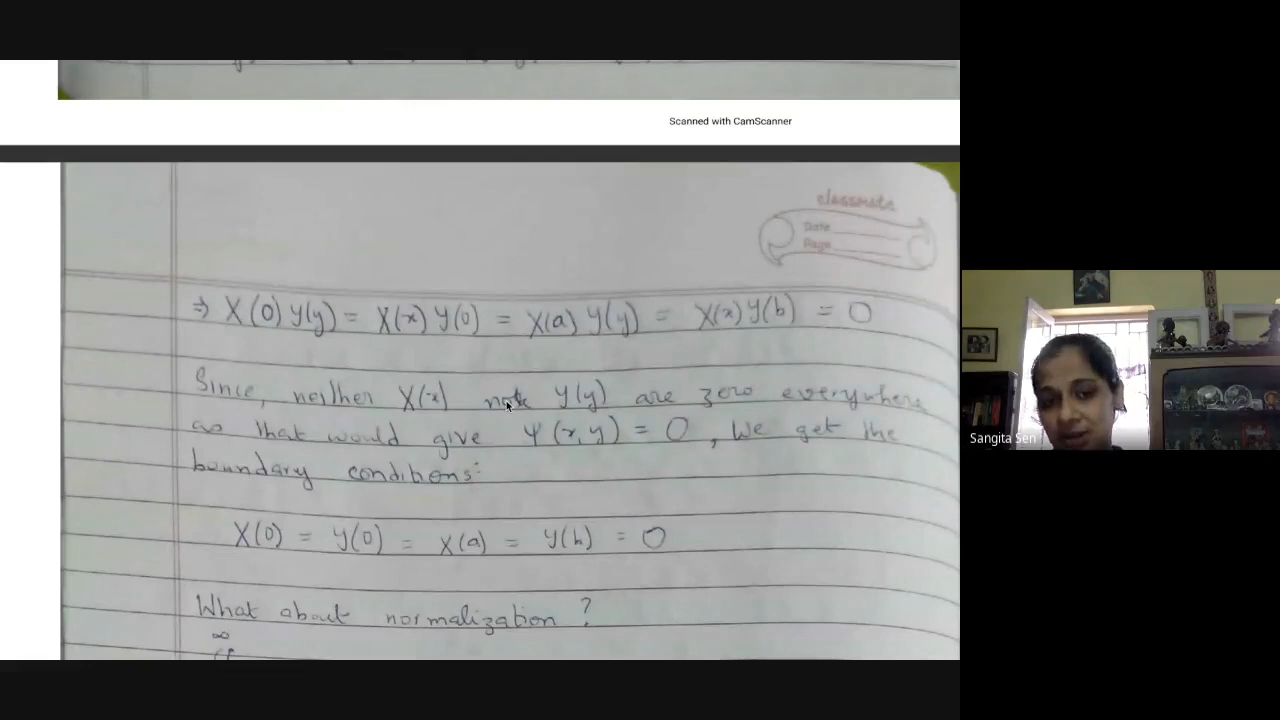 Scanned with CamScanner
classmate
Date
Page
⇒ X(0) Y(y) = X(x) Y(0) = X(a) Y(y) = X(x) Y(b) = 0
Since, neither X(x) nor Y(y) are zero everywhere
as that would give Ψ(x,y) = 0, We get the
boundary conditions:
X(0) = Y(0) = X(a) = Y(b) = 0
What about normalization ?
∞
Sangita Sen